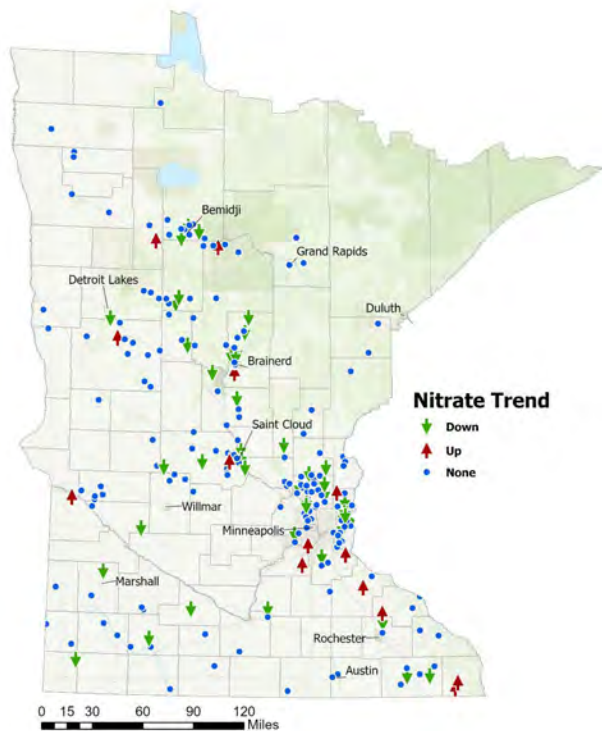 Bemidji
Grand Rapids
Detroit Lakes
Duluth
Brainerd
Nitrate Trend
Down
Up
None
Saint Cloud
Willmar
Minneapolis
Marshall
Rochester
Austin
0 15 30 60 90 120
Miles